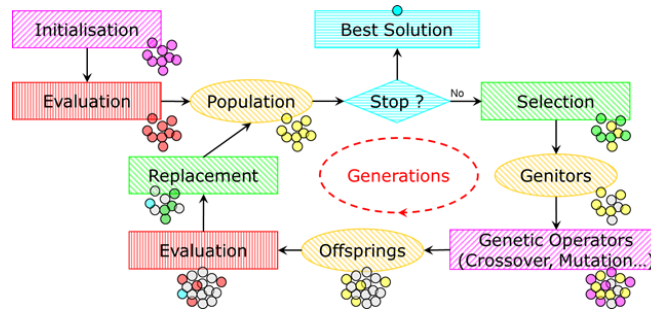 Initialisation
Best Solution
Evaluation
Population
Stop ?
No
Selection
Replacement
Generations
Genitors
Evaluation
Offsprings
Genetic Operators
(Crossover, Mutation...)